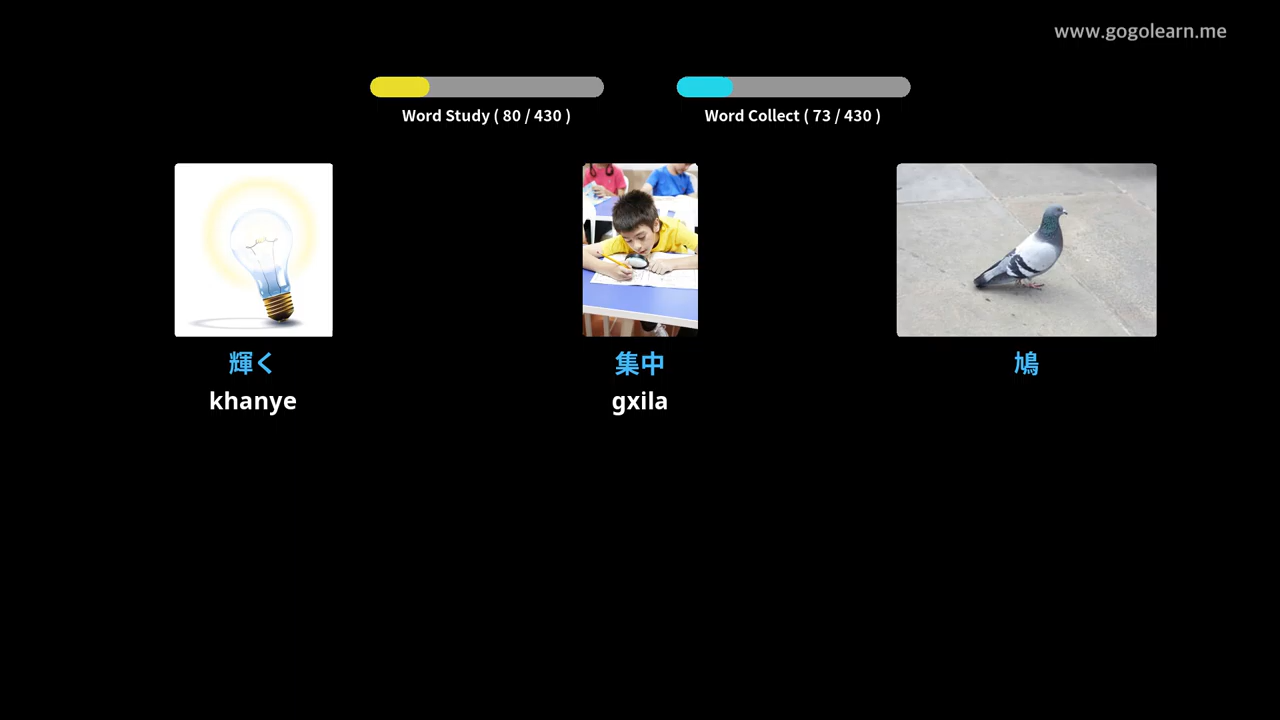 www.gogolearn.me
Word Study ( 80 / 430 )
Word Collect ( 73 / 430 )
輝く
khanye
集中
gxila
鳩